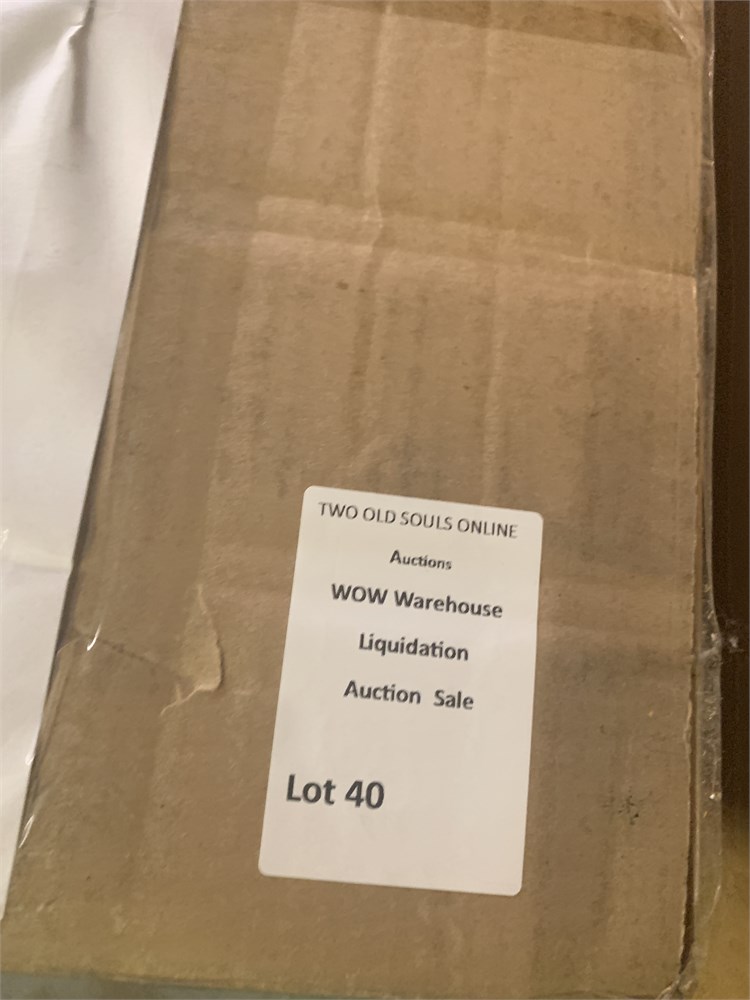 TWO OLD SOULS ONLINE
Auctions
WOW Warehouse
Liquidation
Auction Sale
Lot 40